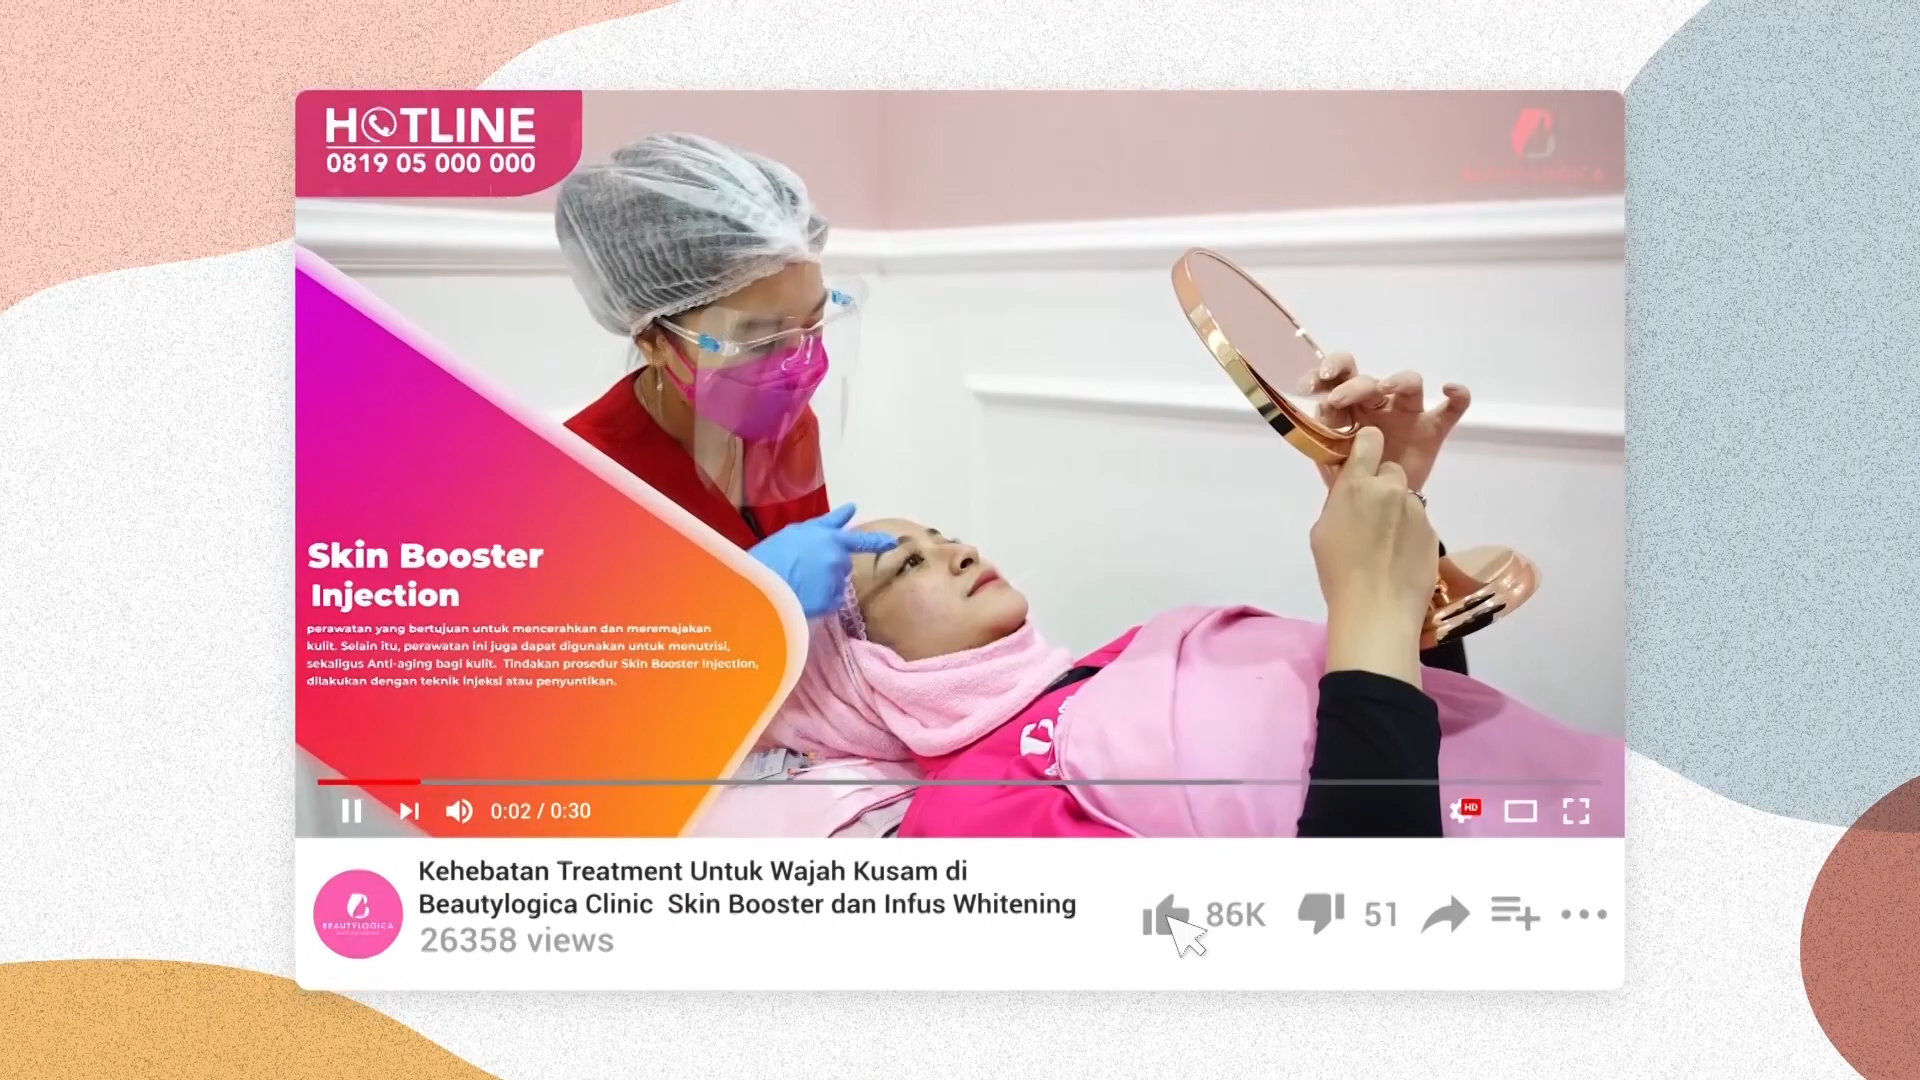 HOTLINE
0819 05 000 000
Skin Booster
Injection
perawatan yang bertujuan untuk mencerahkan dan meremajakan
kulit. Selain itu, perawatan ini juga dapat digunakan untuk menutrisi,
sekaligus Anti-aging bagi kulit. Tindakan prosedur Skin Booster Injection,
dilakukan dengan teknik injeksi atau penyuntikan.
0:02 / 0:30
HD
Kehebatan Treatment Untuk Wajah Kusam di
Beautylogica Clinic Skin Booster dan Infus Whitening
26358 views
86K
51
BEAUTYLOGICA